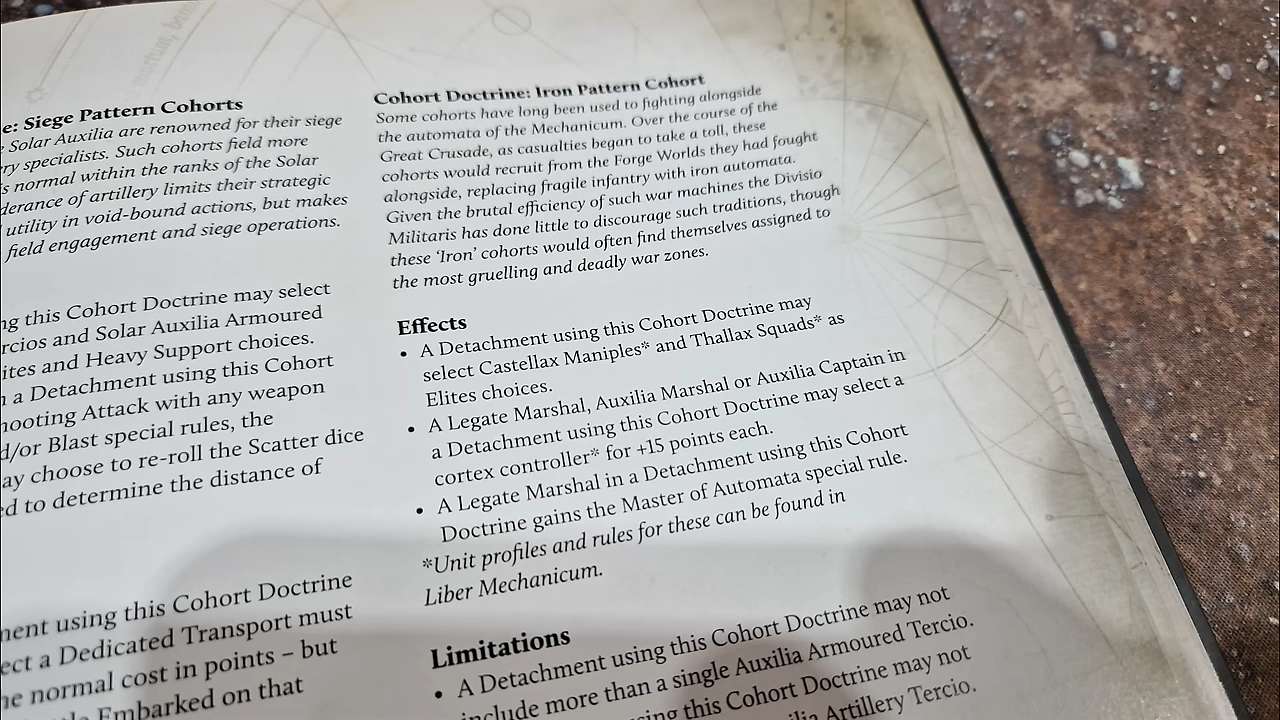 e: Siege Pattern Cohorts
Solar Auxilia are renowned for their siege
ry specialists. Such cohorts field more
s normal within the ranks of the Solar
derance of artillery limits their strategic
utility in void-bound actions, but makes
field engagement and siege operations.
ng this Cohort Doctrine may select
rcios and Solar Auxilia Armoured
ites and Heavy Support choices.
a Detachment using this Cohort
hooting Attack with any weapon
d/or Blast special rules, the
ay choose to re-roll the Scatter dice
ed to determine the distance of
ment using this Cohort Doctrine
ect a Dedicated Transport must
he normal cost in points – but
Embarked on that
Cohort Doctrine: Iron Pattern Cohort
Some cohorts have long been used to fighting alongside
the automata of the Mechanicum. Over the course of the
Great Crusade, as casualties began to take a toll, these
cohorts would recruit from the Forge Worlds they had fought
alongside, replacing fragile infantry with iron automata.
Given the brutal efficiency of such war machines the Divisio
Militaris has done little to discourage such traditions, though
these ‘Iron’ cohorts would often find themselves assigned to
the most gruelling and deadly war zones.
Effects
• A Detachment using this Cohort Doctrine may
select Castellax Maniples* and Thallax Squads* as
Elites choices.
• A Legate Marshal, Auxilia Marshal or Auxilia Captain in
a Detachment using this Cohort Doctrine may select a
cortex controller* for +15 points each.
• A Legate Marshal in a Detachment using this Cohort
Doctrine gains the Master of Automata special rule.
*Unit profiles and rules for these can be found in
Liber Mechanicum.
Limitations
• A Detachment using this Cohort Doctrine may not
include more than a single Auxilia Armoured Tercio.
using this Cohort Doctrine may not
Artillery Tercio.